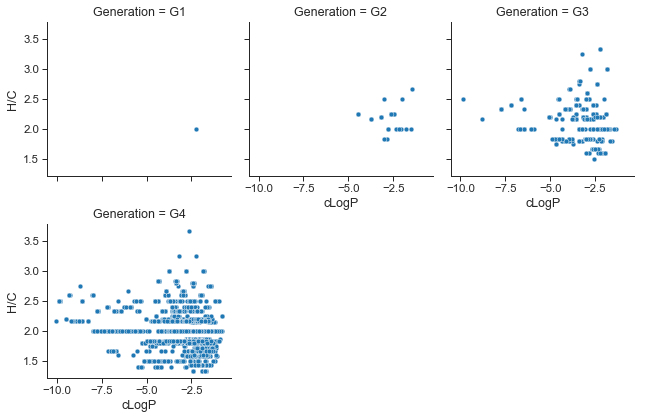 Generation = G1
Generation = G2
Generation = G3
3.5
3.0
2.5
2.0
1.5
H/C
−10.0 −7.5 −5.0 −2.5
cLogP
−10.0 −7.5 −5.0 −2.5
cLogP
Generation = G4
3.5
3.0
2.5
2.0
1.5
H/C
−10.0 −7.5 −5.0 −2.5
cLogP